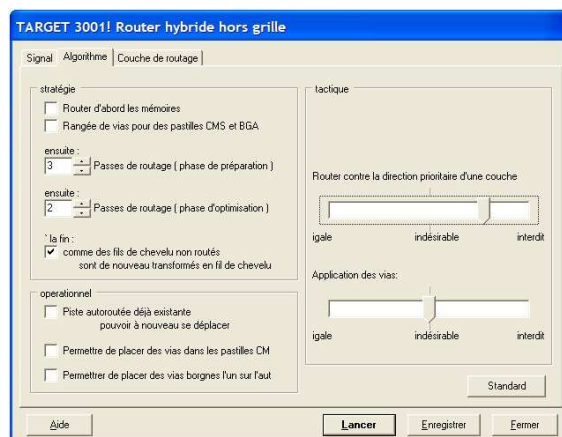 TARGET 3001! Router hybride hors grille
Signal Algorithme Couche de routage
stratégie
Router d'abord les mémoires
Rangée de vias pour des pastilles CMS et BGA
ensuite :
3 Passes de routage ( phase de préparation )
ensuite :
2 Passes de routage ( phase d'optimisation )
`la fin :
comme des fils de chevelu non routés
sont de nouveau transformés en fil de chevelu
operationnel
Piste autoroutée déjà existante
pouvoir à nouveau se déplacer
Permettre de placer des vias dans les pastilles CM
Permettrer de placer des vias borgnes l'un sur l'aut
tactique
Router contre la direction prioritaire d'une couche
igale indésirable interdit
Application des vias:
igale indésirable interdit
Standard
Aide Lancer Enregistrer Fermer